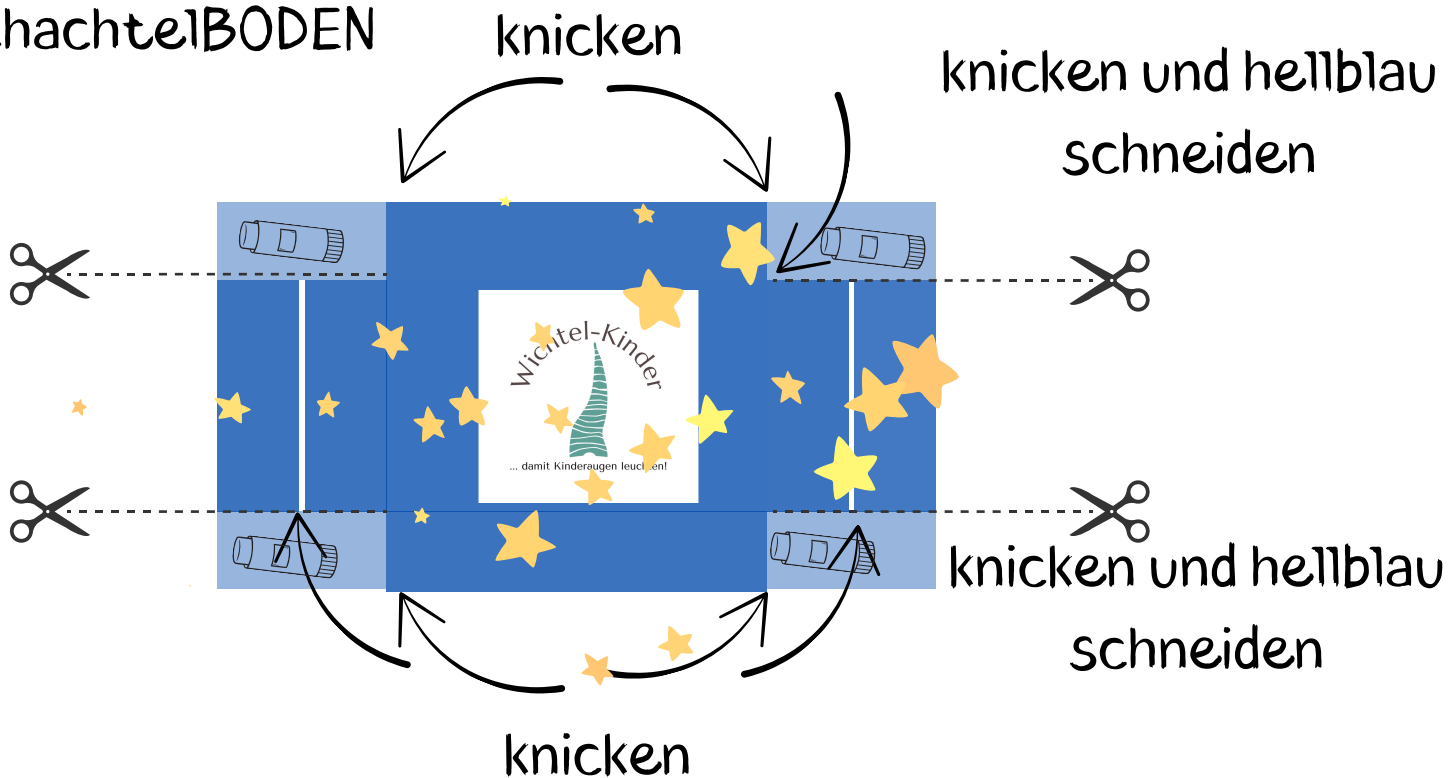 hachtelBODEN
knicken
knicken und hellblau
schneiden
Wichtel-Kinder
... damit Kinderaugen leuchten!
knicken und hellblau
schneiden
knicken